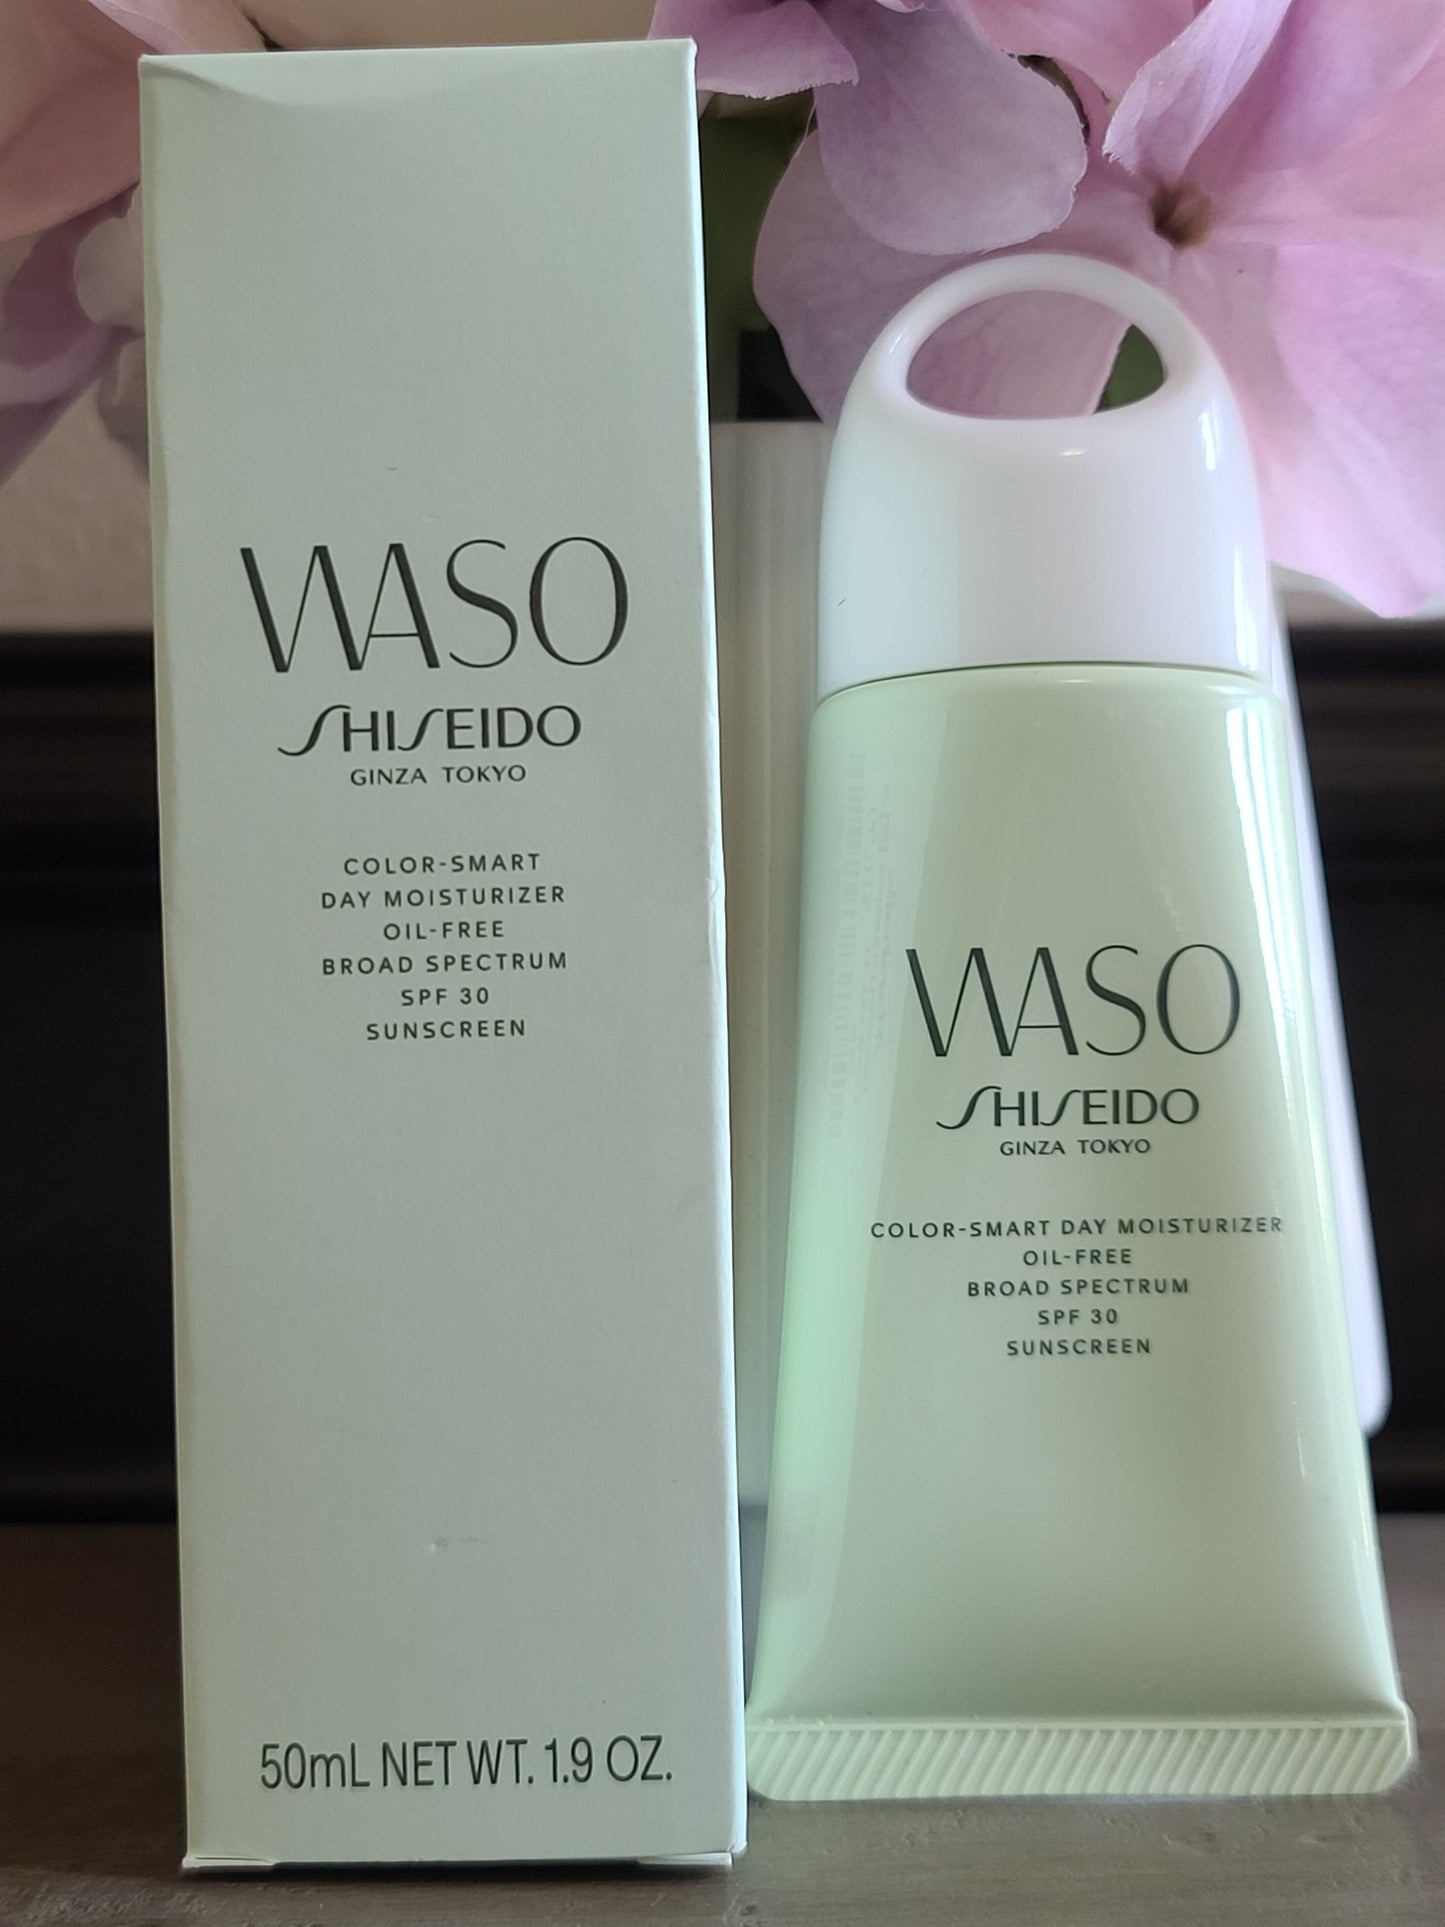 WASO
SHISEIDO
GINZA TOKYO
COLOR-SMART
DAY MOISTURIZER
OIL-FREE
BROAD SPECTRUM
SPF 30
SUNSCREEN
50mL NET WT. 1.9 OZ.
WASO
SHISEIDO
GINZA TOKYO
COLOR-SMART DAY MOISTURIZER
OIL-FREE
BROAD SPECTRUM
SPF 30
SUNSCREEN